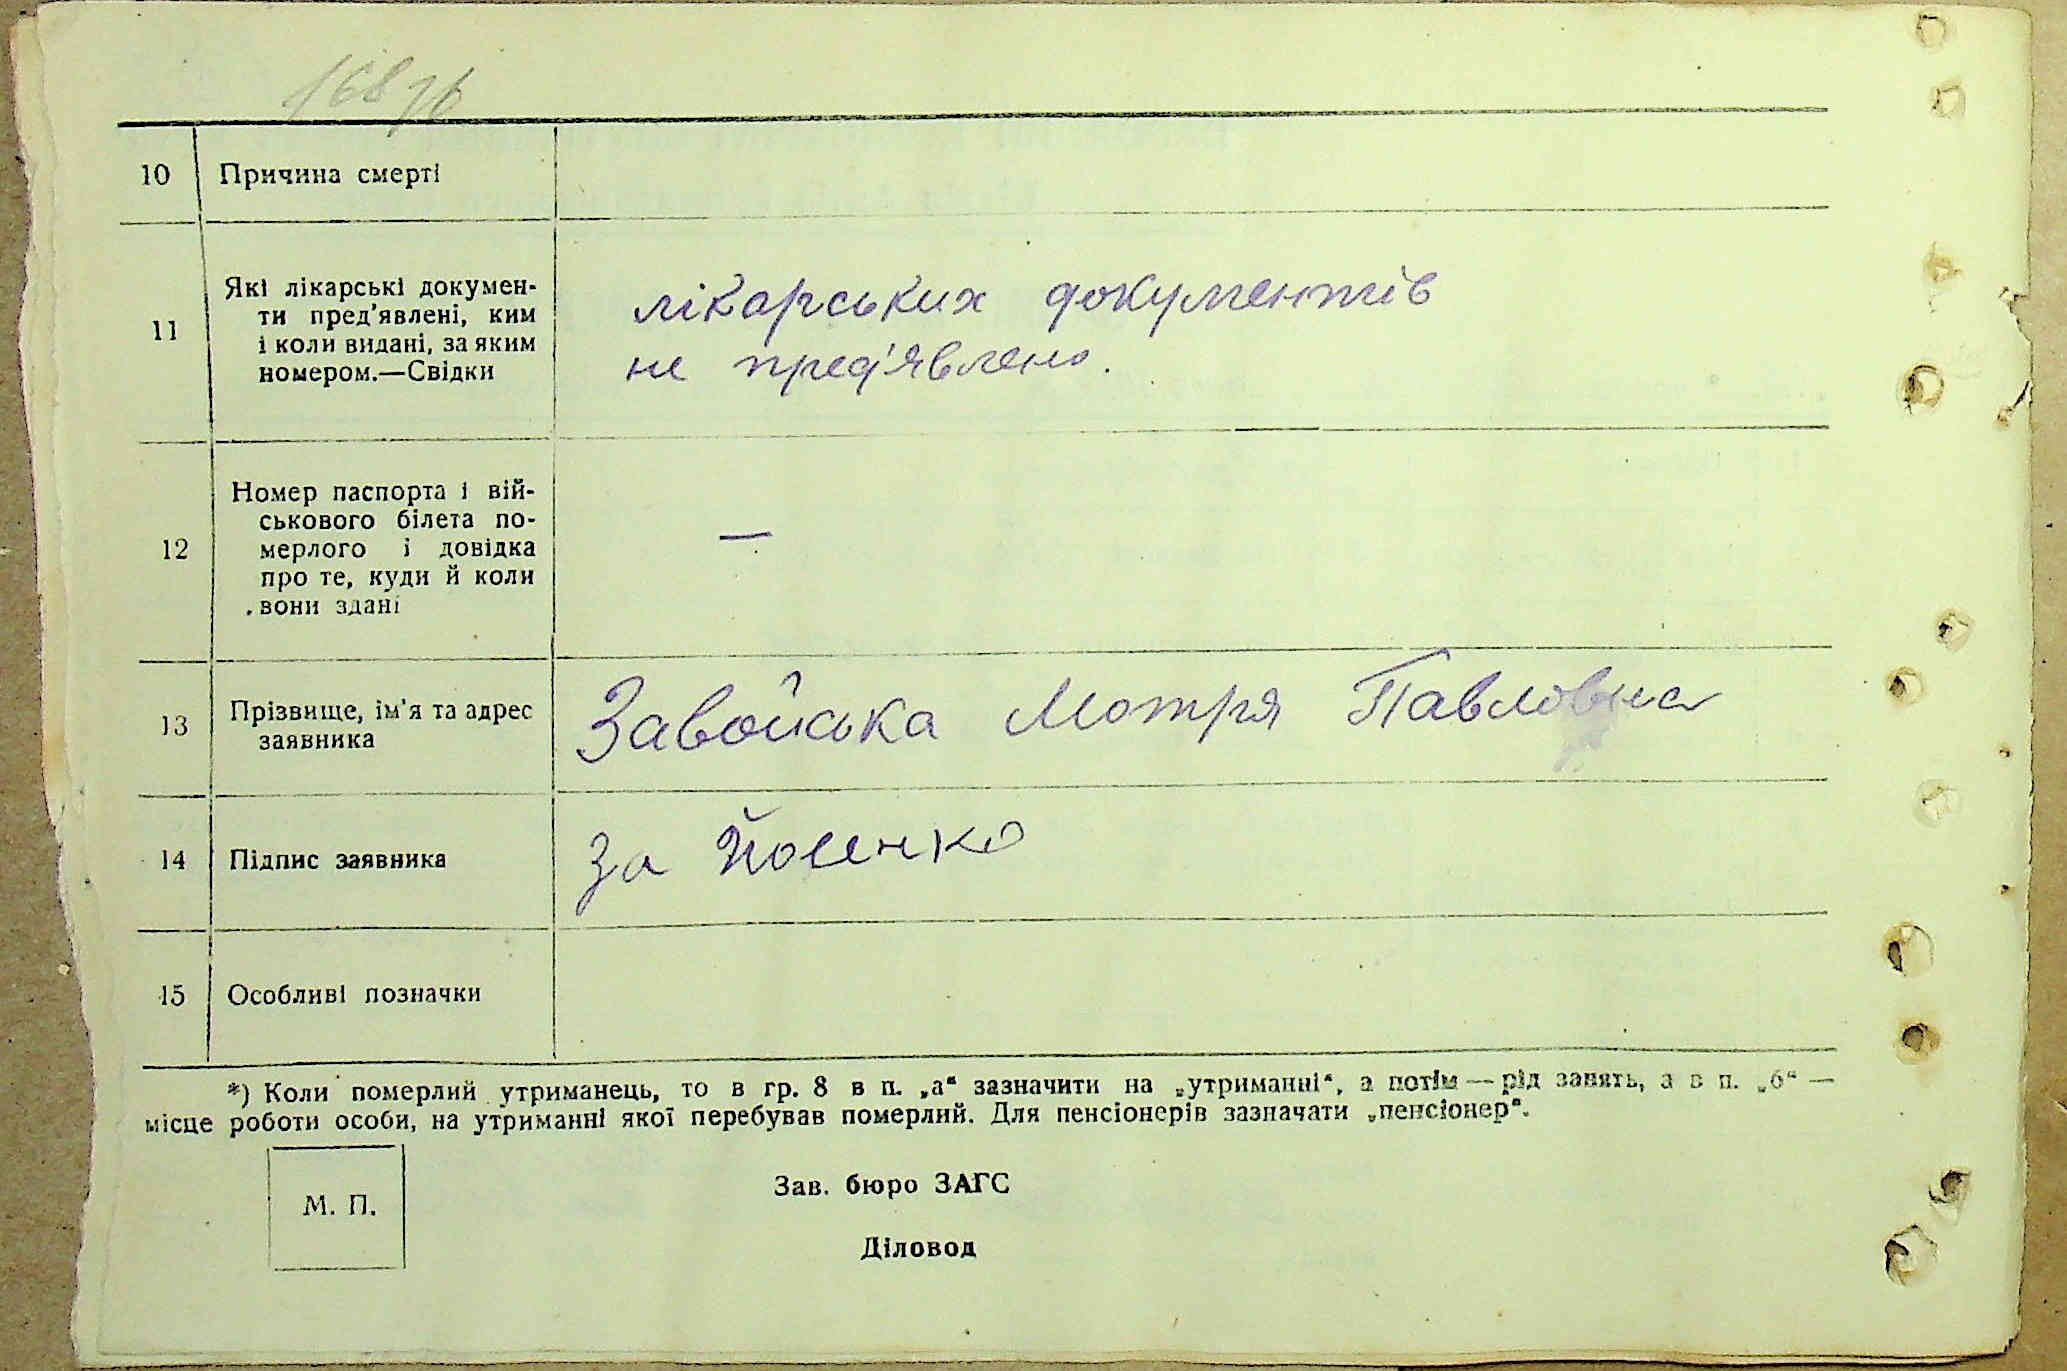 168
10 Причина смерті
11 Які лікарські докумен-
ти пред'явлені, ким
і коли видані, за яким
номером.—Свідки
лікарських документів
не пред'явлено.
12 Номер паспорта і вій-
ськового білета по-
мерлого і довідка
про те, куди й коли
вони здані
—
13 Прізвище, ім'я та адрес
заявника
Завойська Мотря Павловна
14 Підпис заявника
За
15 Особливі позначки
*) Коли померлий утриманець, то в гр. 8 в п. „а“ зазначити на „утриманні“, а потім — рід занять, а в п. „б“ —
місце роботи особи, на утриманні якої перебував померлий. Для пенсіонерів зазначати „пенсіонер“.
М. П.
Зав. бюро ЗАГС
Діловод